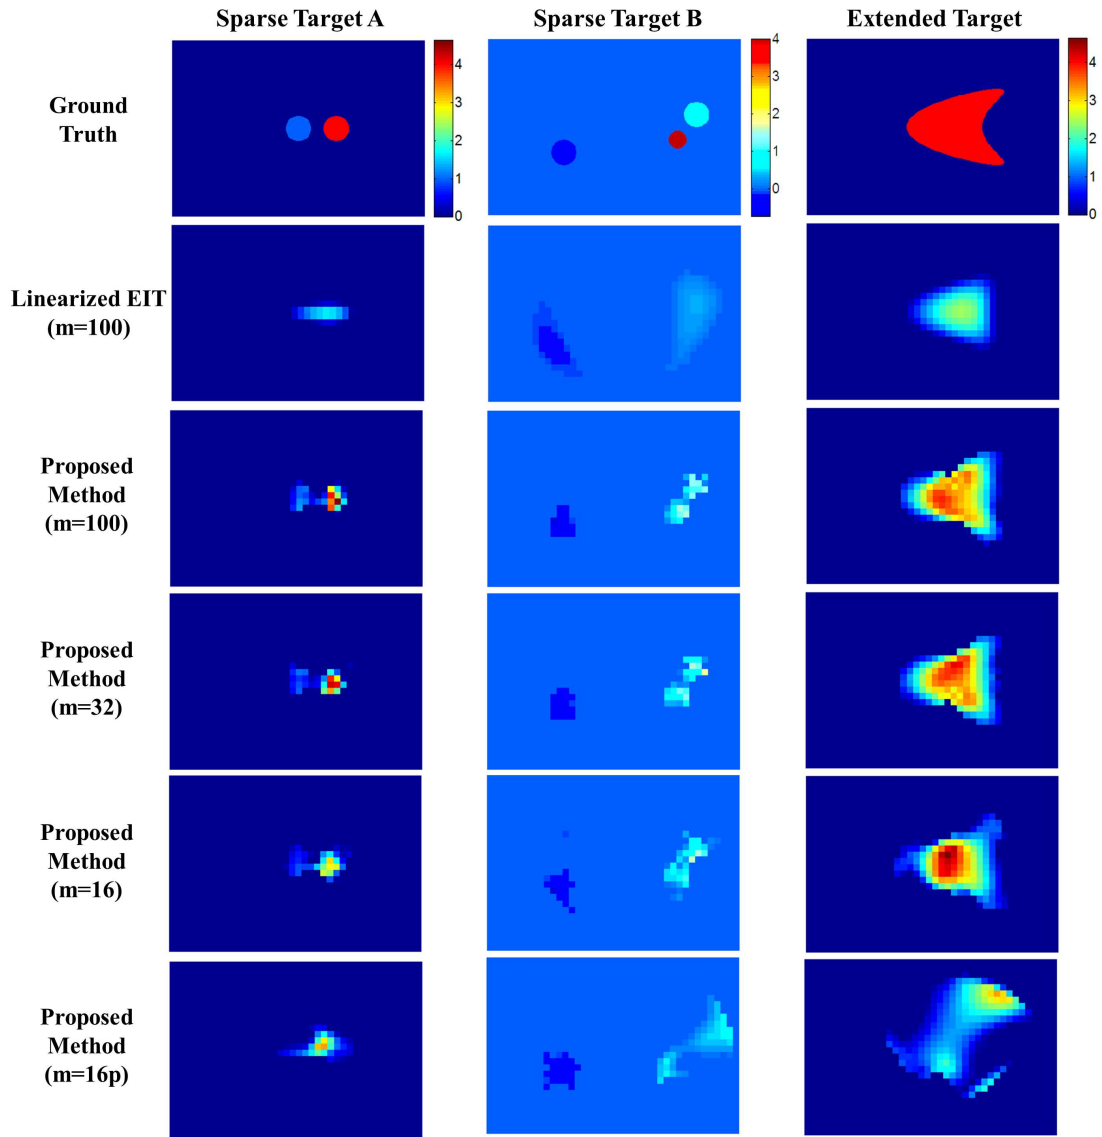 Sparse Target A
Sparse Target B
Extended Target
Ground
Truth
4
3
2
1
0
4
3
2
1
0
4
3
2
1
0
Linearized EIT
(m=100)
Proposed
Method
(m=100)
Proposed
Method
(m=32)
Proposed
Method
(m=16)
Proposed
Method
(m=16p)